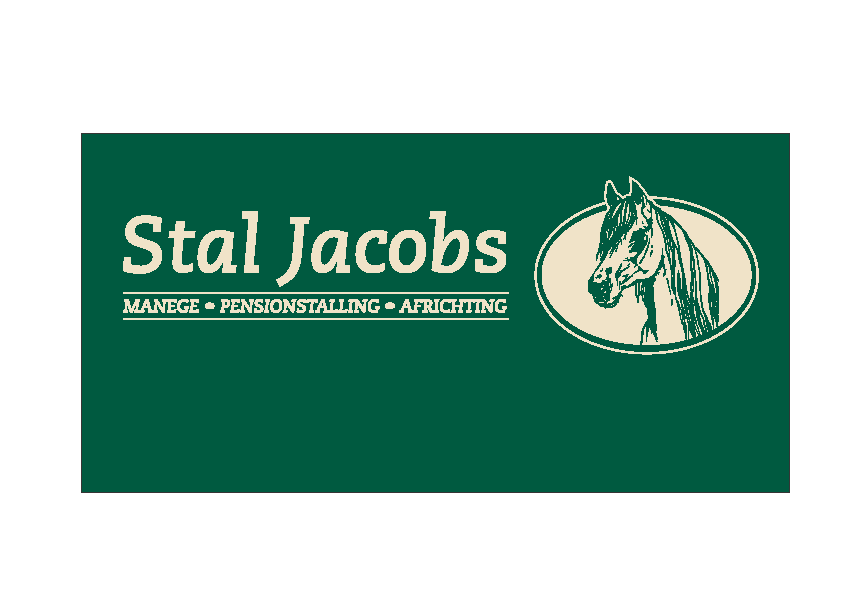 Stal Jacobs
MANEGE • PENSIONSTALLING • AFRICHTING